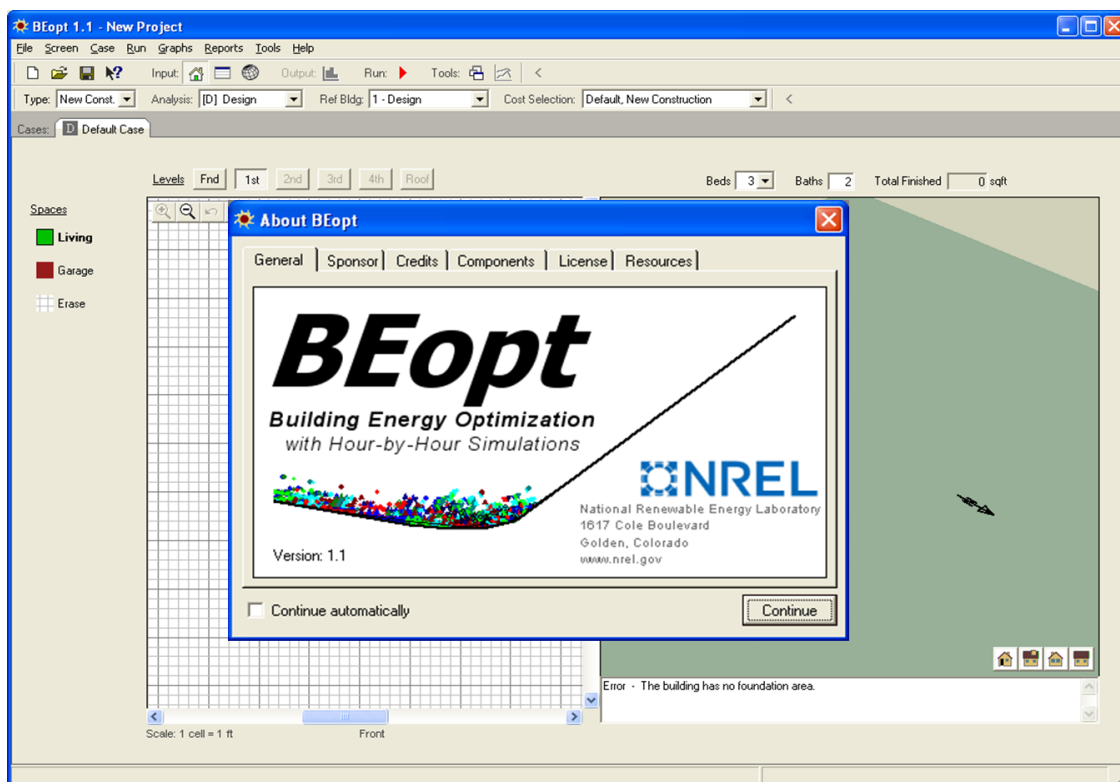 BEopt 1.1 - New Project
File Screen Case Run Graphs Reports Tools Help
Input: Output: Run: Tools: <
Type: New Const. Analysis: [D] Design Ref Bldg: 1 - Design Cost Selection: Default, New Construction <
Cases: D Default Case
Levels Fnd 1st 2nd 3rd 4th Roof Beds 3 Baths 2 Total Finished 0 sqft
Spaces
Living
Garage
Erase
About BEopt
General Sponsor Credits Components License Resources
BEopt
Building Energy Optimization
with Hour-by-Hour Simulations
NREL
National Renewable Energy Laboratory
1617 Cole Boulevard
Golden, Colorado
www.nrel.gov
Version: 1.1
Continue automatically Continue
Error - The building has no foundation area.
Scale: 1 cell = 1 ft Front